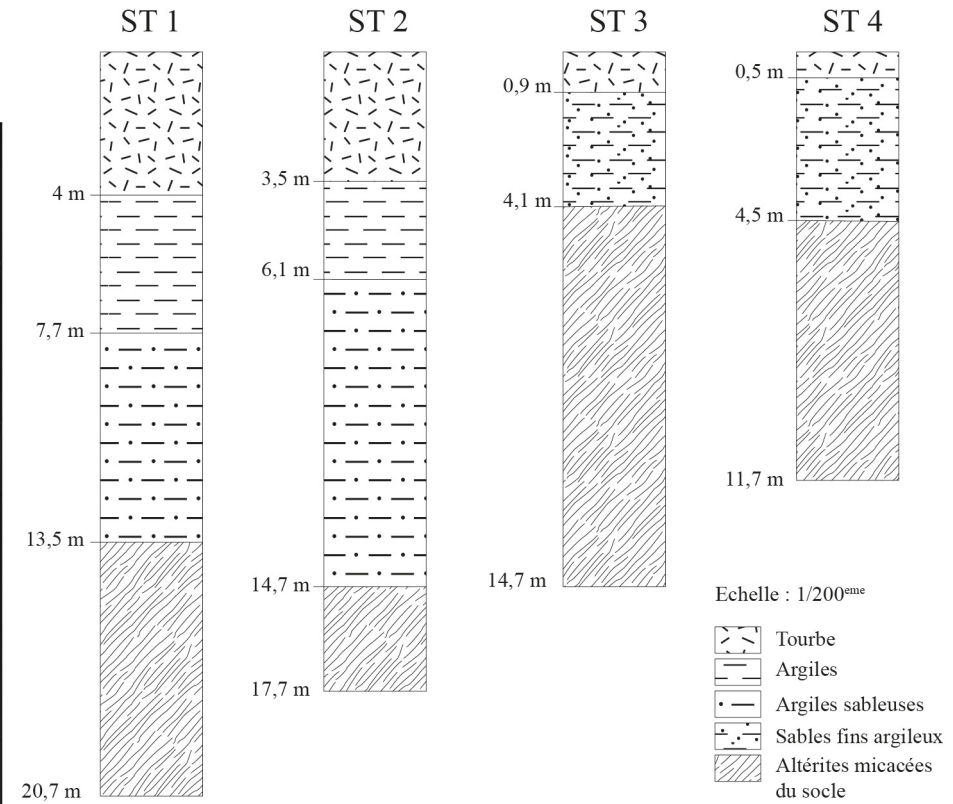 ST 1
ST 2
ST 3
ST 4
4 m
7,7 m
13,5 m
20,7 m
3,5 m
6,1 m
14,7 m
17,7 m
0,9 m
4,1 m
14,7 m
0,5 m
4,5 m
11,7 m
Echelle : 1/200eme
Tourbe
Argiles
Argiles sableuses
Sables fins argileux
Altérites micacées
du socle